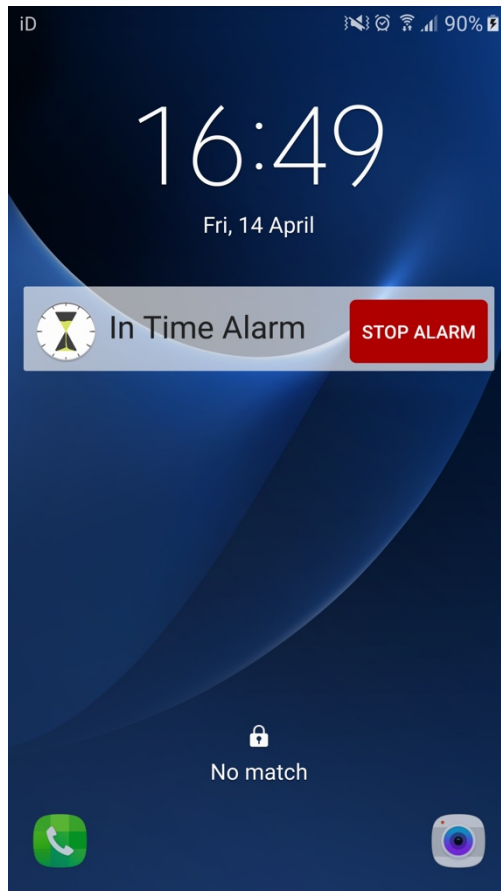 iD 90%
16:49
Fri, 14 April
In Time Alarm STOP ALARM
No match